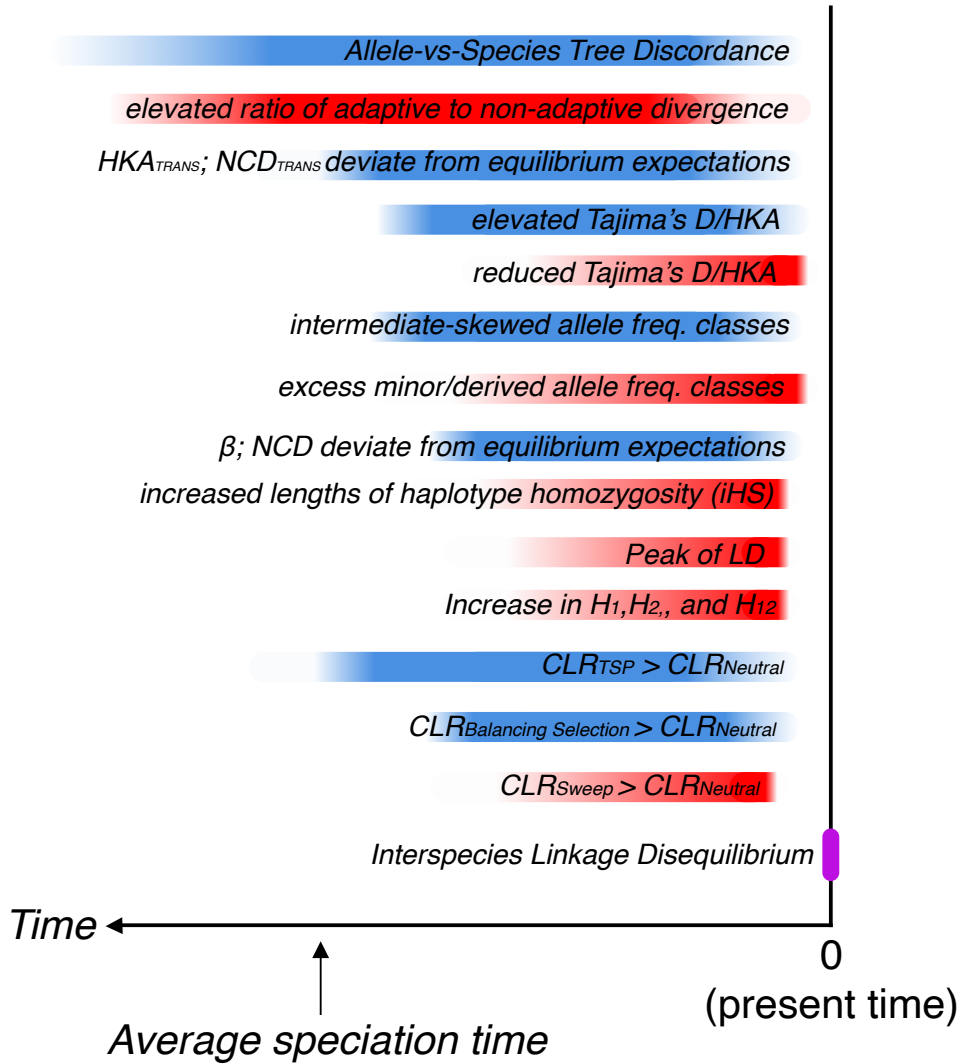 Allele-vs-Species Tree Discordance
elevated ratio of adaptive to non-adaptive divergence
HKATRANS; NCDTRANS deviate from equilibrium expectations
elevated Tajima's D/HKA
reduced Tajima's D/HKA
intermediate-skewed allele freq. classes
excess minor/derived allele freq. classes
β; NCD deviate from equilibrium expectations
increased lengths of haplotype homozygosity (iHS)
Peak of LD
Increase in H1,H2,, and H12
CLRTSP > CLRNeutral
CLRBalancing Selection > CLRNeutral
CLRSweep > CLRNeutral
Interspecies Linkage Disequilibrium
Time
0
(present time)
Average speciation time